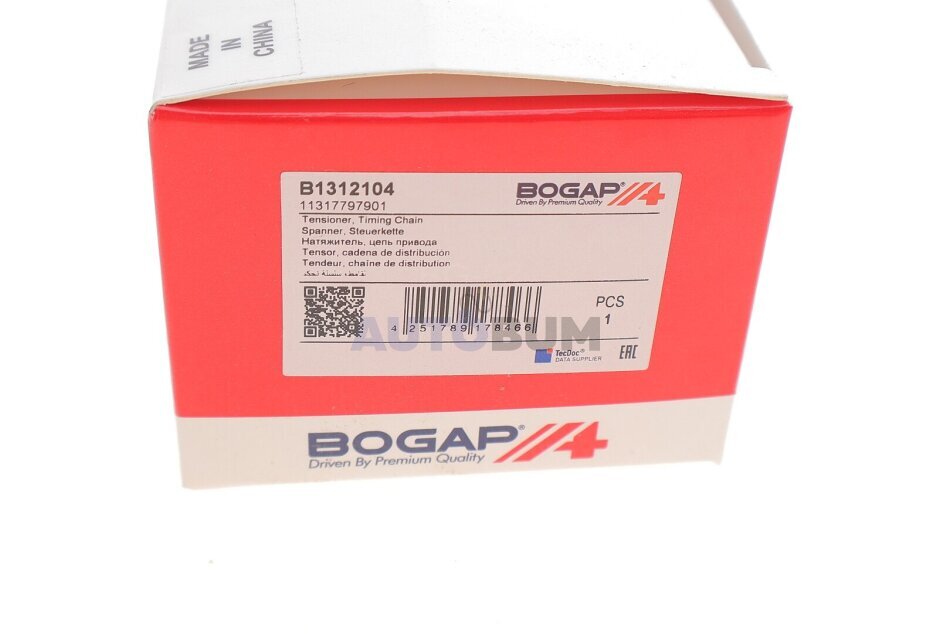 MADE
IN
CHINA
B1312104
11317797901
BOGAP®
Driven By Premium Quality
Tensioner, Timing Chain
Spanner, Steuerkette
Натяжитель, цепь привода
Tensor, cadena de distribución
Tendeur, chaîne de distribution
4 251789 178466
PCS
1
AUTOBUM
TecDoc®
DATA SUPPLIER
EAC
BOGAP®
Driven By Premium Quality